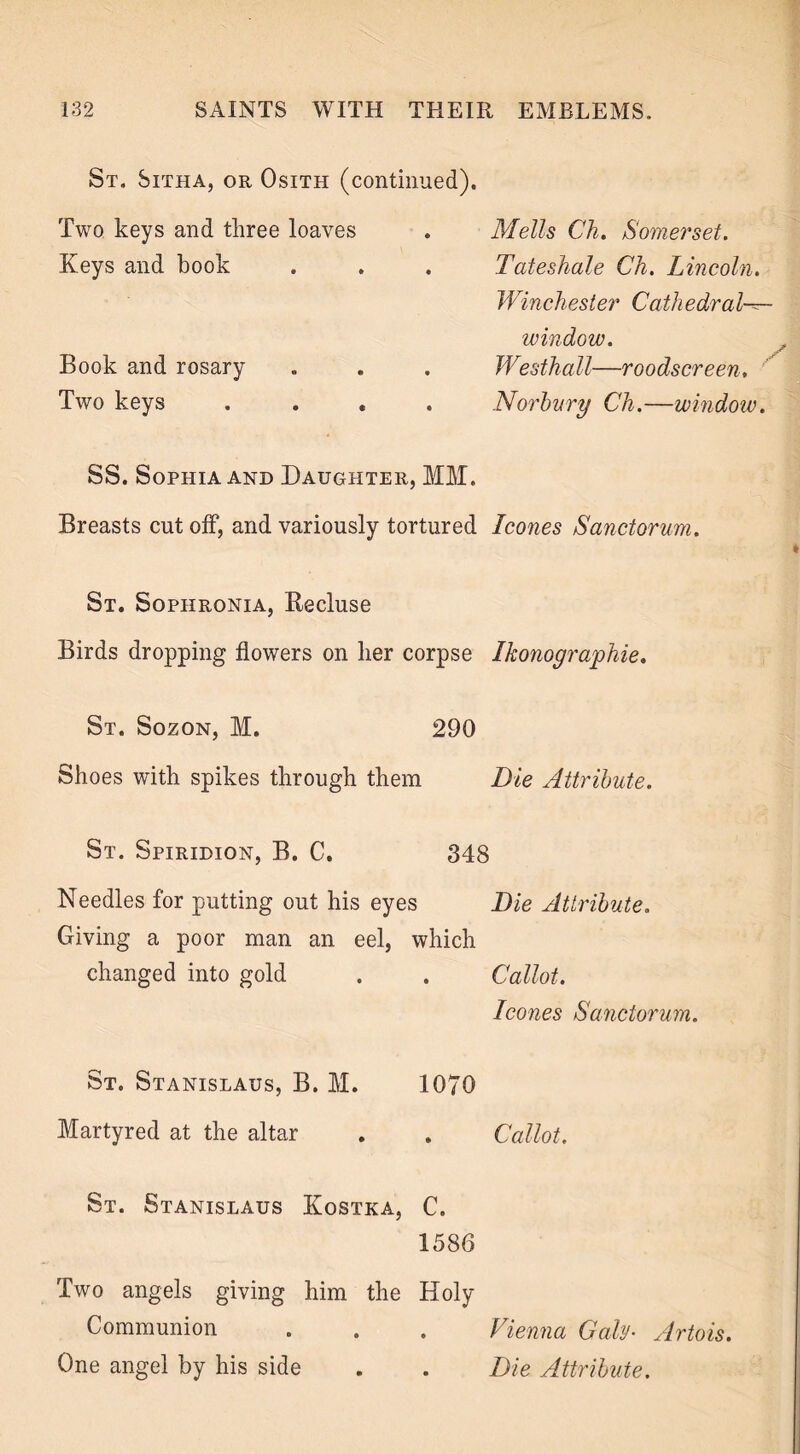 132 SAINTS WITH THEIR EMBLEMS.
St. Sitha, or Osith (continued).
Two keys and three loaves . Mells Ch. Somerset.
Keys and book . . . Tateshale Ch. Lincoln.
Winchester Cathedral—
window.
Book and rosary . . . Westhall—roodscreen.
Two keys . . . . Norbury Ch.—window.
SS. Sophia and Daughter, MM.
Breasts cut off, and variously tortured Icones Sanctorum.
St. Sophronia, Recluse
Birds dropping flowers on her corpse Ikonographie.
St. Sozon, M. 290
Shoes with spikes through them Die Attribute.
St. Spiridion, B. C. 348
Needles for putting out his eyes Die Attribute.
Giving a poor man an eel, which
changed into gold . . Callot.
Icones Sanctorum.
St. Stanislaus, B. M. 1070
Martyred at the altar . . Callot.
St. Stanislaus Kostka, C.
1586
Two angels giving him the Holy
Communion . . . Vienna Galy. Artois.
One angel by his side . . Die Attribute.